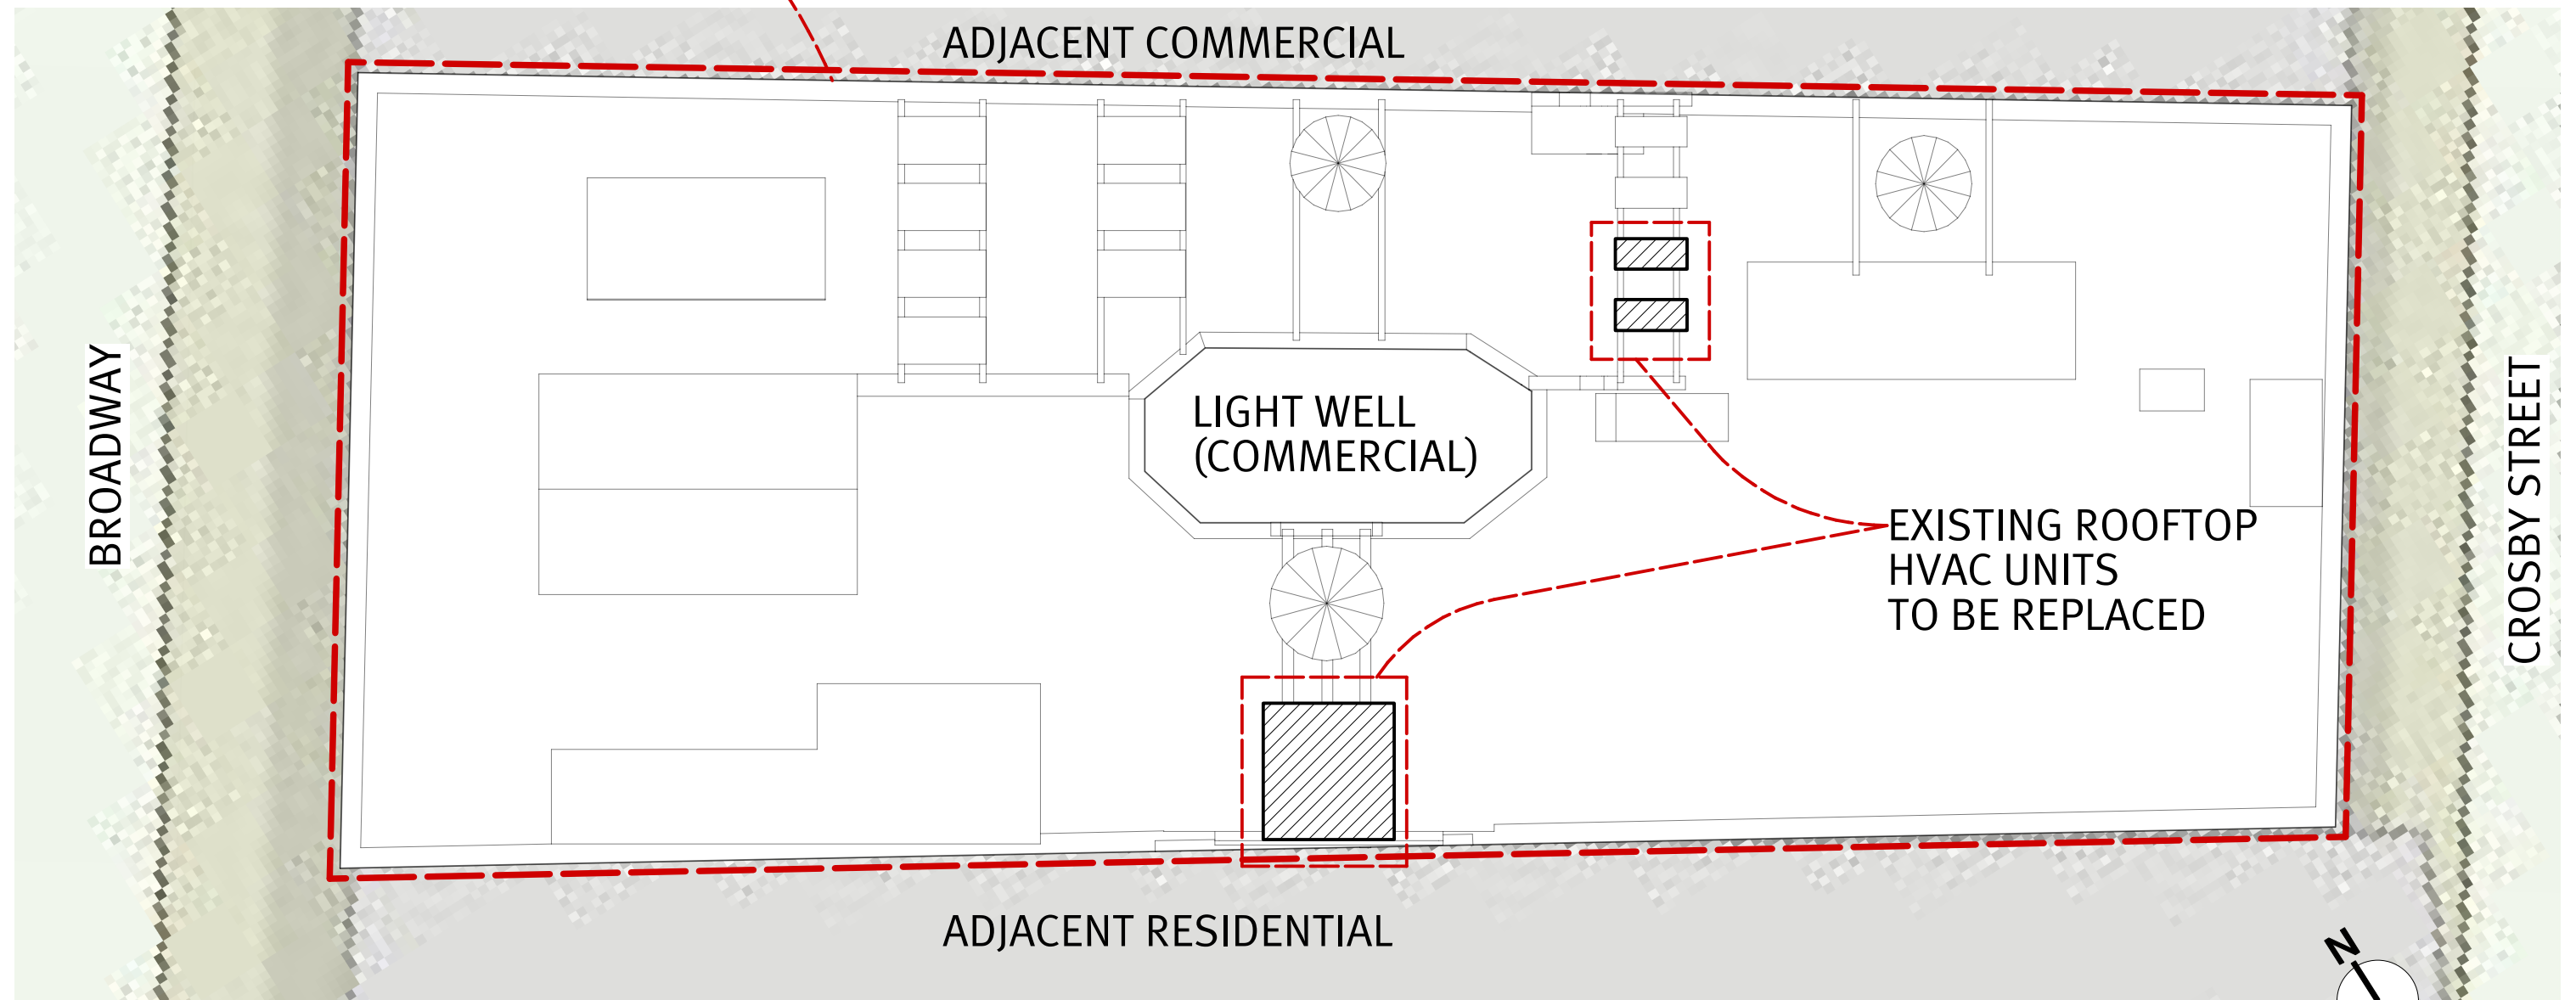 ADJACENT COMMERCIAL
BROADWAY
LIGHT WELL
(COMMERCIAL)
EXISTING ROOFTOP
HVAC UNITS
TO BE REPLACED
CROSBY STREET
ADJACENT RESIDENTIAL
N